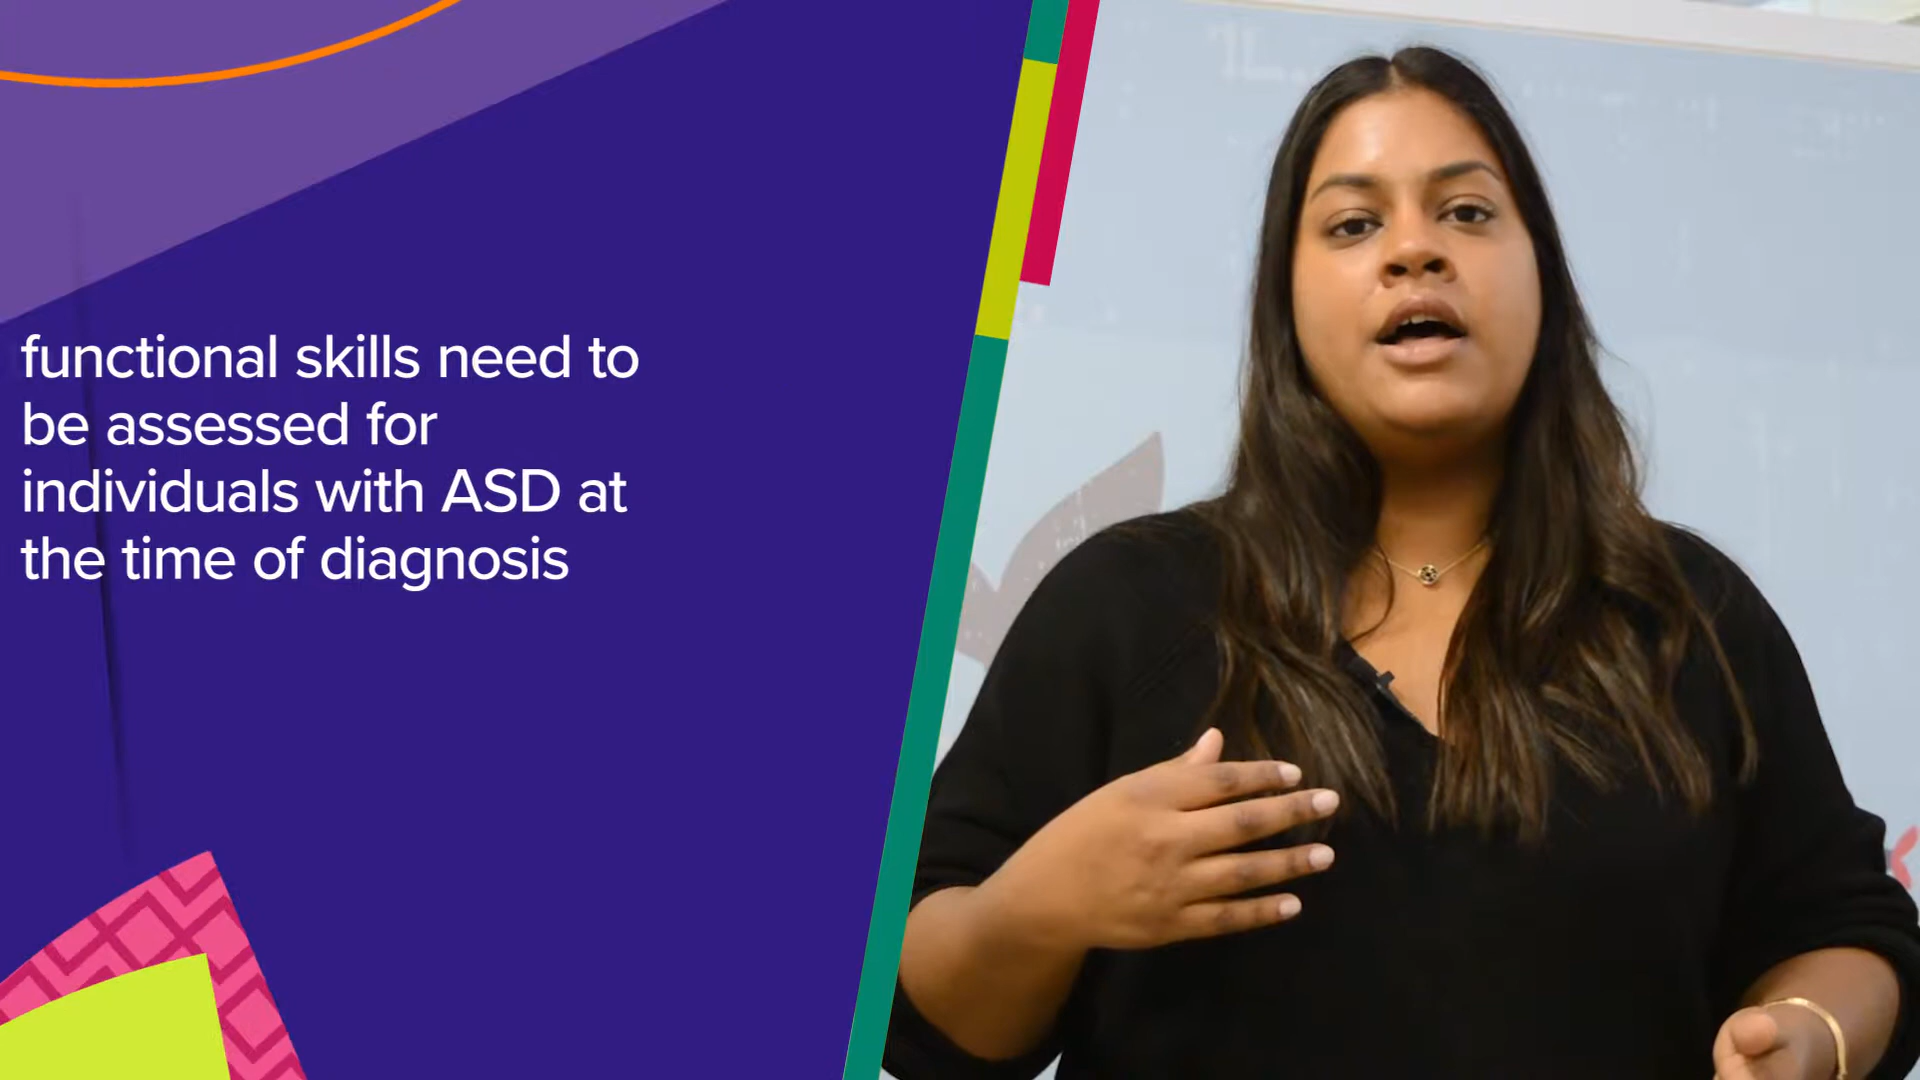 functional skills need to
be assessed for
individuals with ASD at
the time of diagnosis